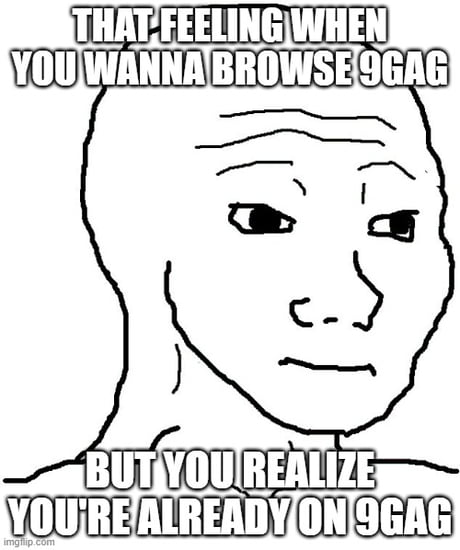 THAT FEELING WHEN
YOU WANNA BROWSE 9GAG
BUT YOU REALIZE
YOU'RE ALREADY ON 9GAG
imgflip.com